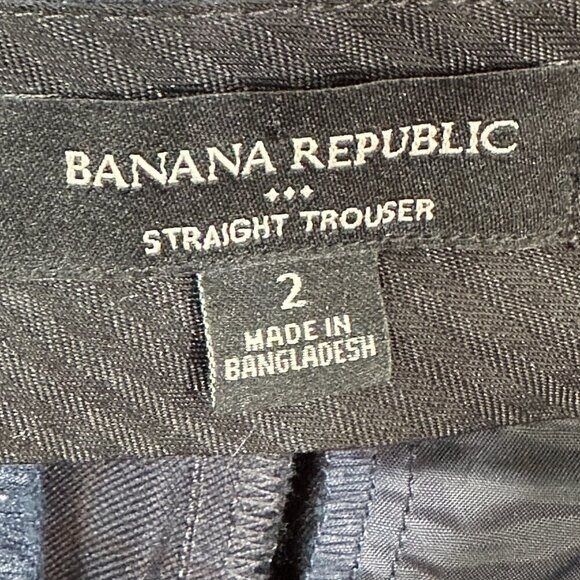 BANANA REPUBLIC
STRAIGHT TROUSER
2
MADE IN
BANGLADESH